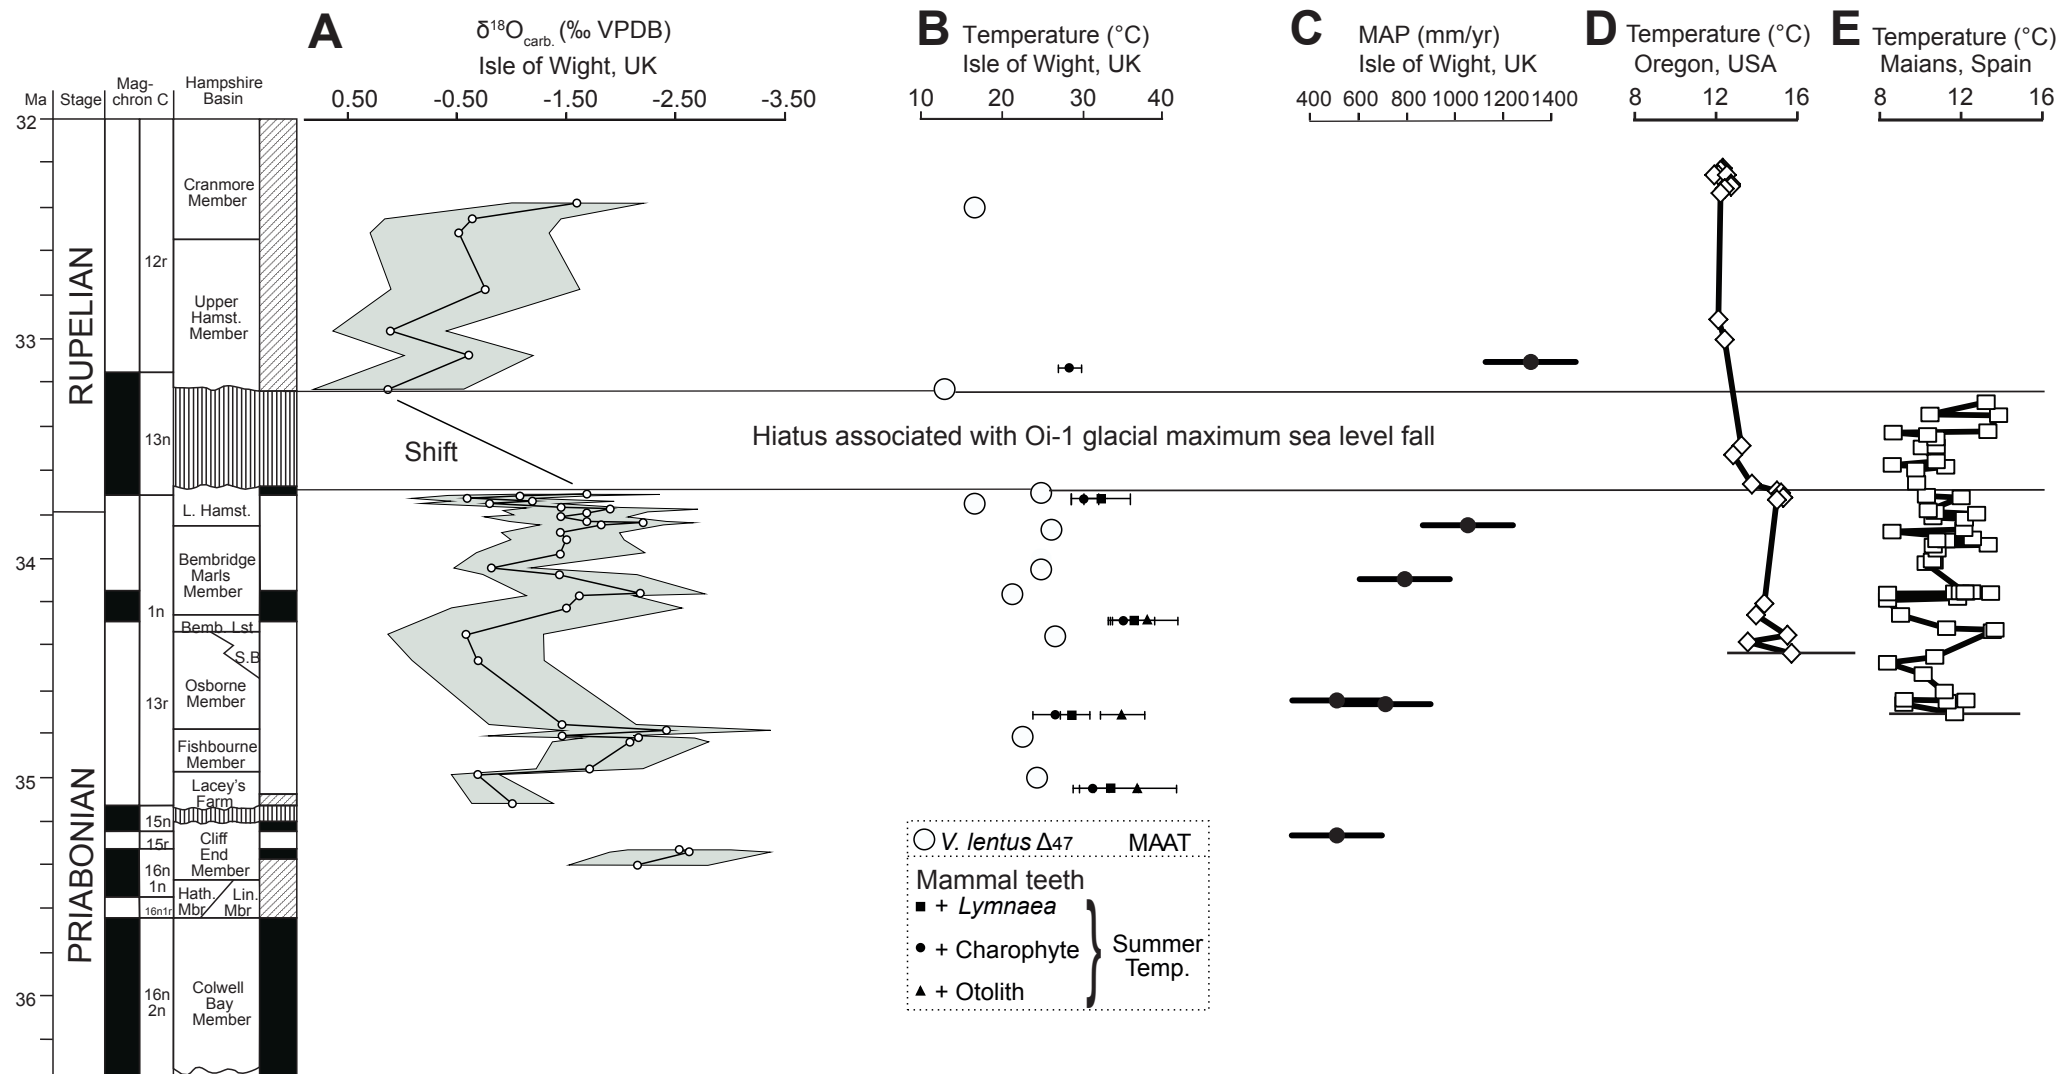 A
δ18Ocarb. (‰ VPDB)
Isle of Wight, UK
B
Temperature (°C)
Isle of Wight, UK
C
MAP (mm/yr)
Isle of Wight, UK
D
Temperature (°C)
Oregon, USA
E
Temperature (°C)
Maians, Spain
Ma
Stage
Mag-
chron C
Hampshire
Basin
0.50 -0.50 -1.50 -2.50 -3.50
10 20 30 40
400 600 800 1000 1200 1400
8 12 16
8 12 16
32
33
34
35
36
RUPELIAN
PRIABONIAN
12r
13n
1n
13r
15n
15r
16n
1n
16n1r
16n
2n
Cranmore
Member
Upper
Hamst.
Member
L. Hamst.
Bembridge
Marls
Member
Bemb. Lst
S.B
Osborne
Member
Fishbourne
Member
Lacey's
Farm
Cliff
End
Member
Hath.
Mbr
Lin.
Mbr
Colwell
Bay
Member
Shift
Hiatus associated with Oi-1 glacial maximum sea level fall
V. lentus Δ47 MAAT
Mammal teeth
+ Lymnaea
+ Charophyte
+ Otolith
Summer
Temp.